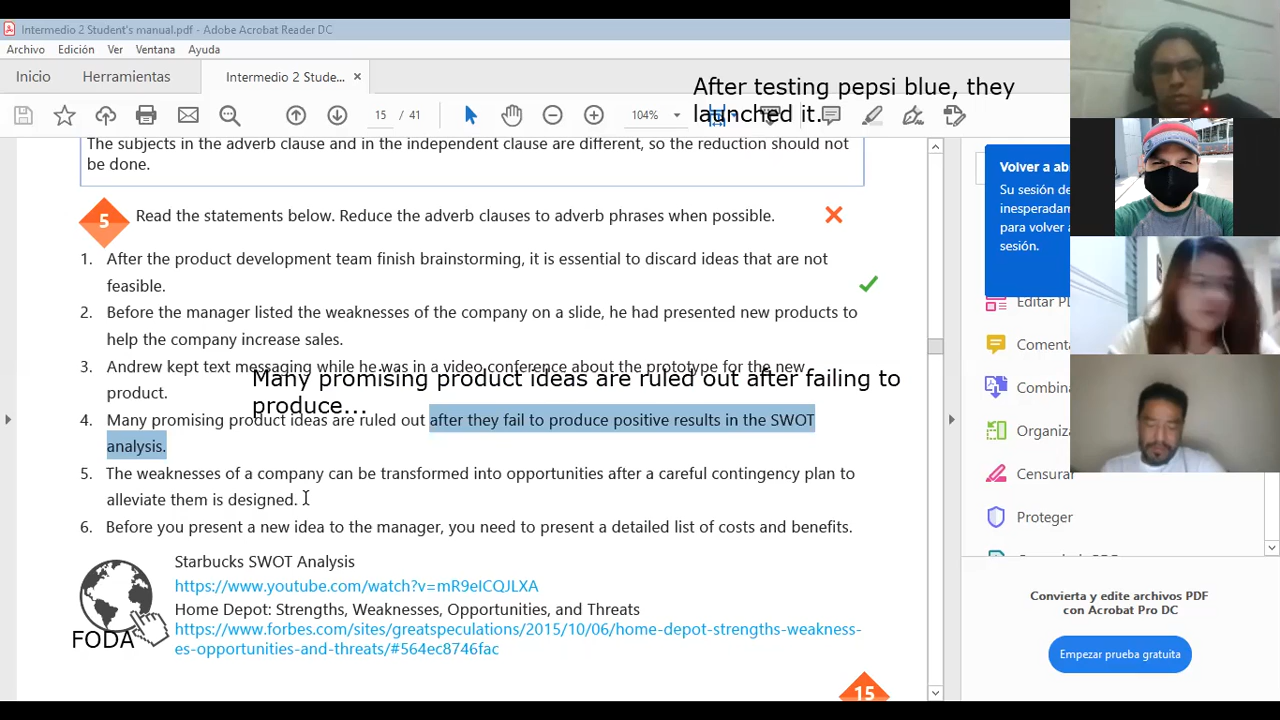 Intermedio 2 Student's manual.pdf - Adobe Acrobat Reader DC
Archivo Edición Ver Ventana Ayuda
Inicio Herramientas Intermedio 2 Stude... ×
After testing pepsi blue, they
launched it.
15 / 41 104%
The subjects in the adverb clause and in the independent clause are different, so the reduction should not
be done.
5 Read the statements below. Reduce the adverb clauses to adverb phrases when possible.
1. After the product development team finish brainstorming, it is essential to discard ideas that are not
feasible.
2. Before the manager listed the weaknesses of the company on a slide, he had presented new products to
help the company increase sales.
3. Andrew kept text messaging while he was in a video conference about the prototype for the new
product.
Many promising product ideas are ruled out after failing to
produce...
4. Many promising product ideas are ruled out after they fail to produce positive results in the SWOT
analysis.
5. The weaknesses of a company can be transformed into opportunities after a careful contingency plan to
alleviate them is designed.
6. Before you present a new idea to the manager, you need to present a detailed list of costs and benefits.
Starbucks SWOT Analysis
https://www.youtube.com/watch?v=mR9eICQJLXA
Home Depot: Strengths, Weaknesses, Opportunities, and Threats
https://www.forbes.com/sites/greatspeculations/2015/10/06/home-depot-strengths-weakness-
es-opportunities-and-threats/#564ec8746fac
FODA
15
Volver a ab
Su sesión de
inesperadam
para volver a
sesión.
Editar PD
Comenta
Combina
Organiza
Censurar
Proteger
Convierta y edite archivos PDF
con Acrobat Pro DC
Empezar prueba gratuita